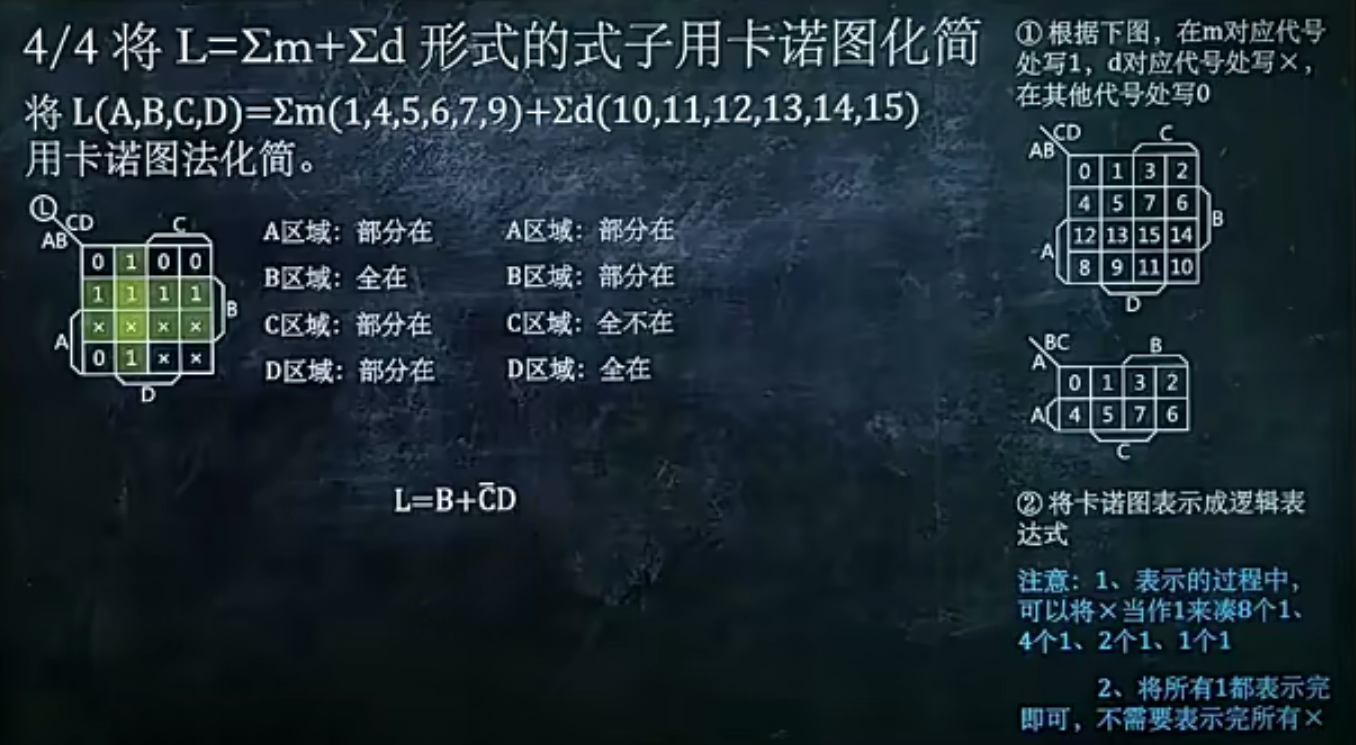 4/4 将 L=Σm+Σd 形式的式子用卡诺图化简
将 L(A,B,C,D)=Σm(1,4,5,6,7,9)+Σd(10,11,12,13,14,15)
用卡诺图法化简。
L
CD
AB
C
0 1 0 0
1 1 1 1
B
× × × ×
A
0 1 × ×
D
A区域：部分在
B区域：全在
C区域：部分在
D区域：部分在
A区域：部分在
B区域：部分在
C区域：全不在
D区域：全在
L=B+C̅D
① 根据下图，在m对应代号
处写1，d对应代号处写×，
在其他代号处写0
CD
AB
C
0 1 3 2
4 5 7 6
B
12 13 15 14
A
8 9 11 10
D
BC
A
B
0 1 3 2
A 4 5 7 6
C
② 将卡诺图表示成逻辑表
达式
注意：1、表示的过程中，
可以将×当作1来凑8个1、
4个1、2个1、1个1
2、将所有1都表示完
即可，不需要表示完所有×